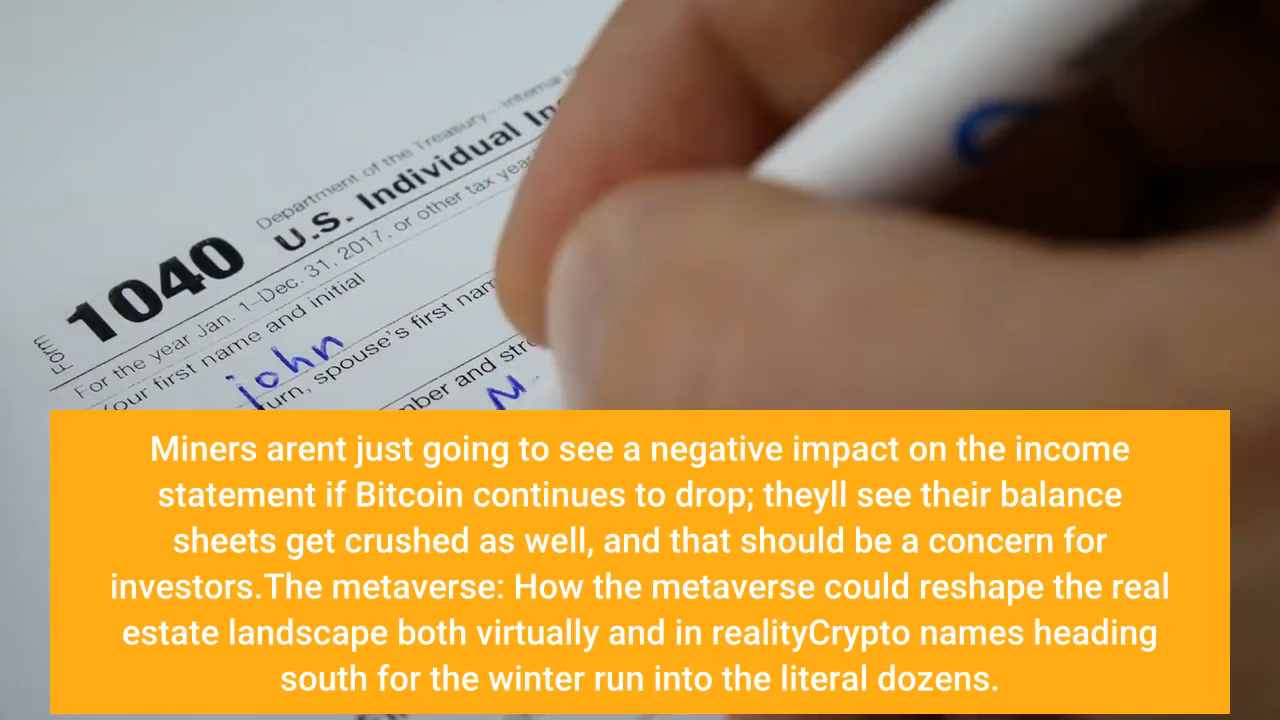 Department of the Treasury—Internal
1040
U.S. Individual
Form
For the year Jan. 1–Dec. 31, 2017, or other tax year
Your first name and initial
john
spouse's first
and
M
Miners arent just going to see a negative impact on the income
statement if Bitcoin continues to drop; theyll see their balance
sheets get crushed as well, and that should be a concern for
investors.The metaverse: How the metaverse could reshape the real
estate landscape both virtually and in realityCrypto names heading
south for the winter run into the literal dozens.